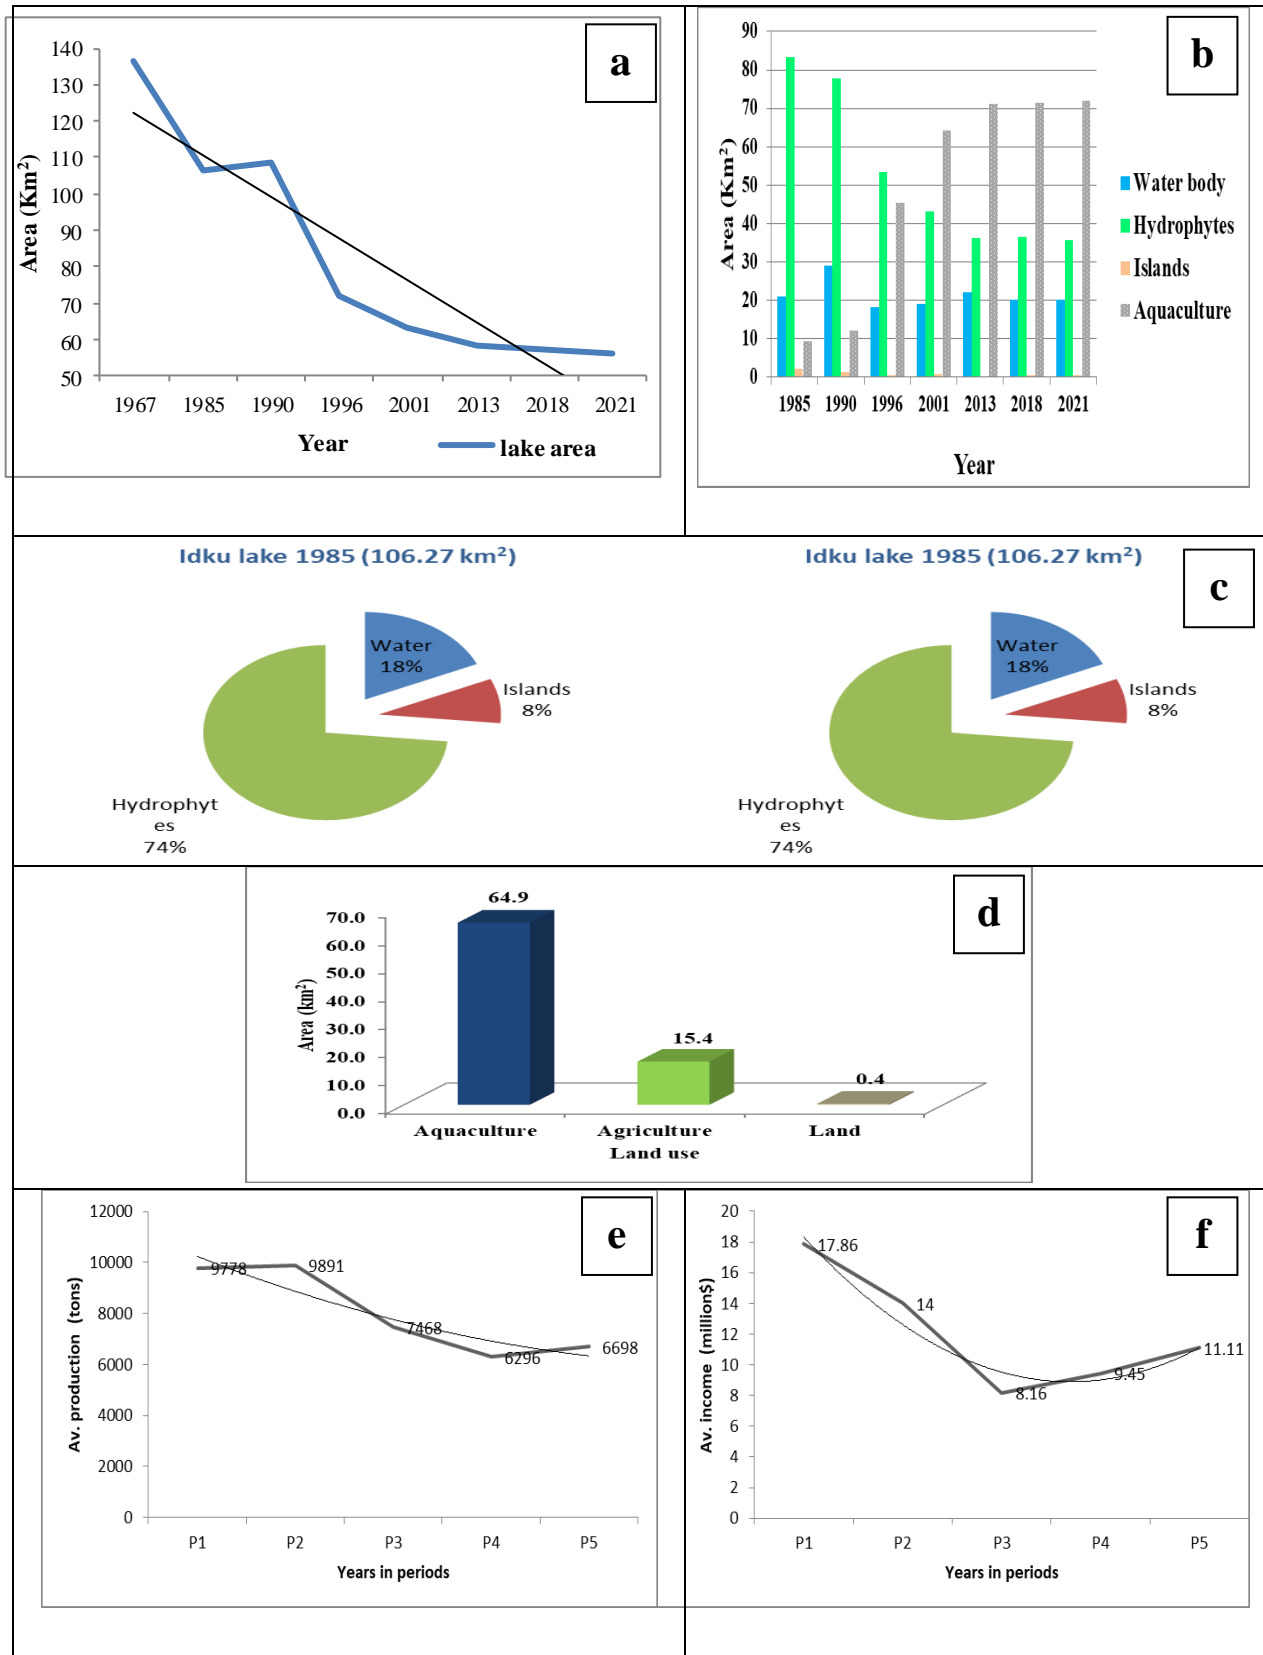 a
140
130
120
110
100
90
80
70
60
50
Area (Km²)
1967 1985 1990 1996 2001 2013 2018 2021
Year
lake area
b
90
80
70
60
50
40
30
20
10
0
Area (Km²)
1985 1990 1996 2001 2013 2018 2021
Year
Water body
Hydrophytes
Islands
Aquaculture
c
Idku lake 1985 (106.27 km²)
Water
18%
Islands
8%
Hydrophyt
es
74%
Idku lake 1985 (106.27 km²)
Water
18%
Islands
8%
Hydrophyt
es
74%
d
70.0
60.0
50.0
40.0
30.0
20.0
10.0
0.0
Area (km²)
64.9
15.4
0.4
Aquaculture Agriculture Land
Land use
e
12000
10000
8000
6000
4000
2000
0
Av. production (tons)
9778
9891
7468
6296
6698
P1 P2 P3 P4 P5
Years in periods
f
20
18
16
14
12
10
8
6
4
2
0
Av. income (million$)
17.86
14
8.16
9.45
11.11
P1 P2 P3 P4 P5
Years in periods